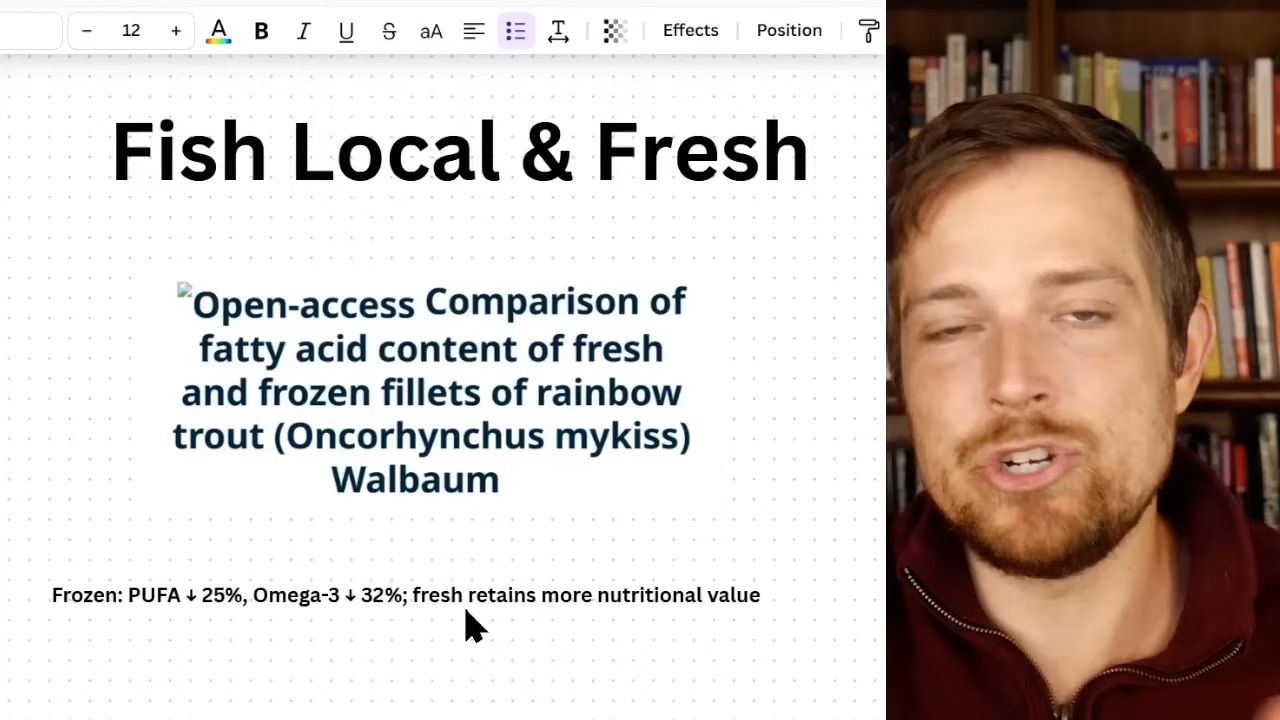 12
A B I U S aA T Effects Position
Fish Local & Fresh
Open-access Comparison of
fatty acid content of fresh
and frozen fillets of rainbow
trout (Oncorhynchus mykiss)
Walbaum
Frozen: PUFA ↓ 25%, Omega-3 ↓ 32%; fresh retains more nutritional value